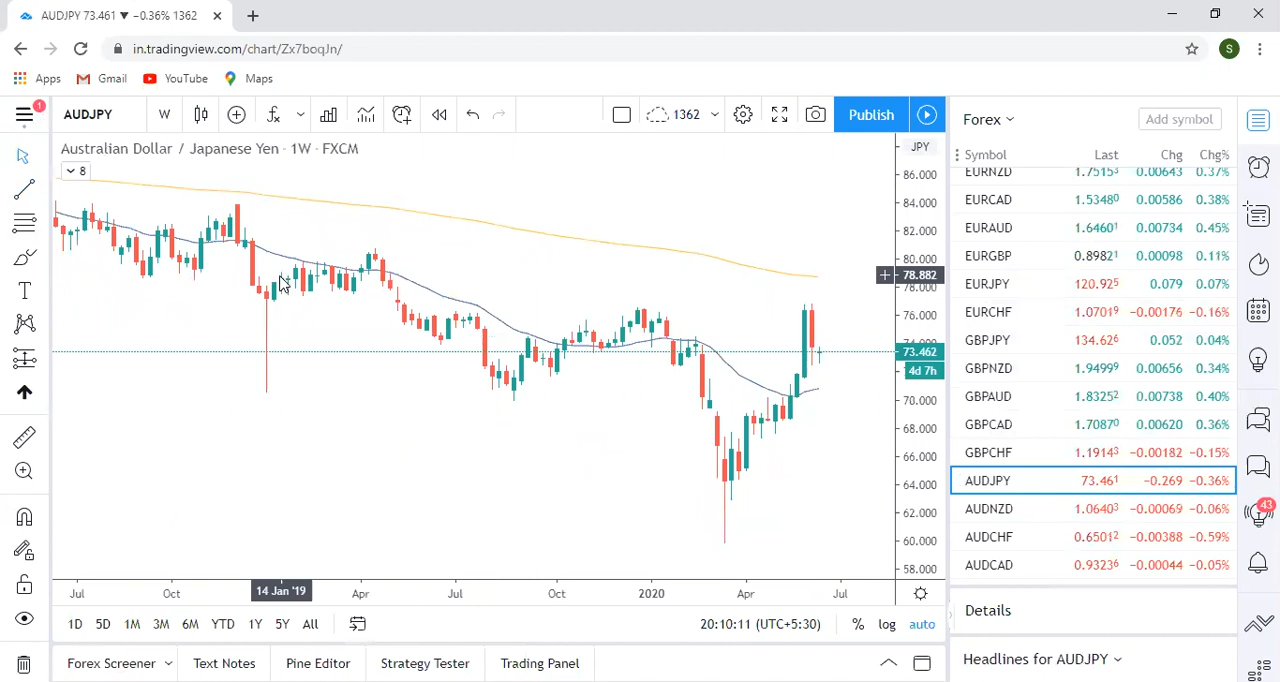 AUDJPY 73.461 ▼ −0.36% 1362
in.tradingview.com/chart/Zx7boqJn/
S
Apps Gmail YouTube Maps
1
AUDJPY W 1362 Publish
Forex Add symbol
Australian Dollar / Japanese Yen · 1W · FXCM
8
JPY
86.000
84.000
82.000
80.000
78.882
78.000
76.000
73.462
4d 7h
70.000
68.000
66.000
64.000
62.000
60.000
58.000
Symbol Last Chg Chg%
EURNZD 1.7515³ 0.00643 0.37%
EURCAD 1.5348⁰ 0.00586 0.38%
EURAUD 1.6460¹ 0.00734 0.45%
EURGBP 0.8982¹ 0.00098 0.11%
EURJPY 120.92⁵ 0.079 0.07%
EURCHF 1.0701⁹ −0.00176 −0.16%
GBPJPY 134.62⁶ 0.052 0.04%
GBPNZD 1.9499⁹ 0.00656 0.34%
GBPAUD 1.8325² 0.00738 0.40%
GBPCAD 1.7087⁰ 0.00620 0.36%
GBPCHF 1.1914³ −0.00182 −0.15%
AUDJPY 73.46¹ −0.269 −0.36%
AUDNZD 1.0640³ −0.00069 −0.06%
AUDCHF 0.6501² −0.00388 −0.59%
AUDCAD 0.9323⁶ −0.00044 −0.05%
43
Jul Oct 14 Jan '19 Apr Jul Oct 2020 Apr Jul
1D 5D 1M 3M 6M YTD 1Y 5Y All 20:10:11 (UTC+5:30) % log auto
Details
Forex Screener Text Notes Pine Editor Strategy Tester Trading Panel
Headlines for AUDJPY